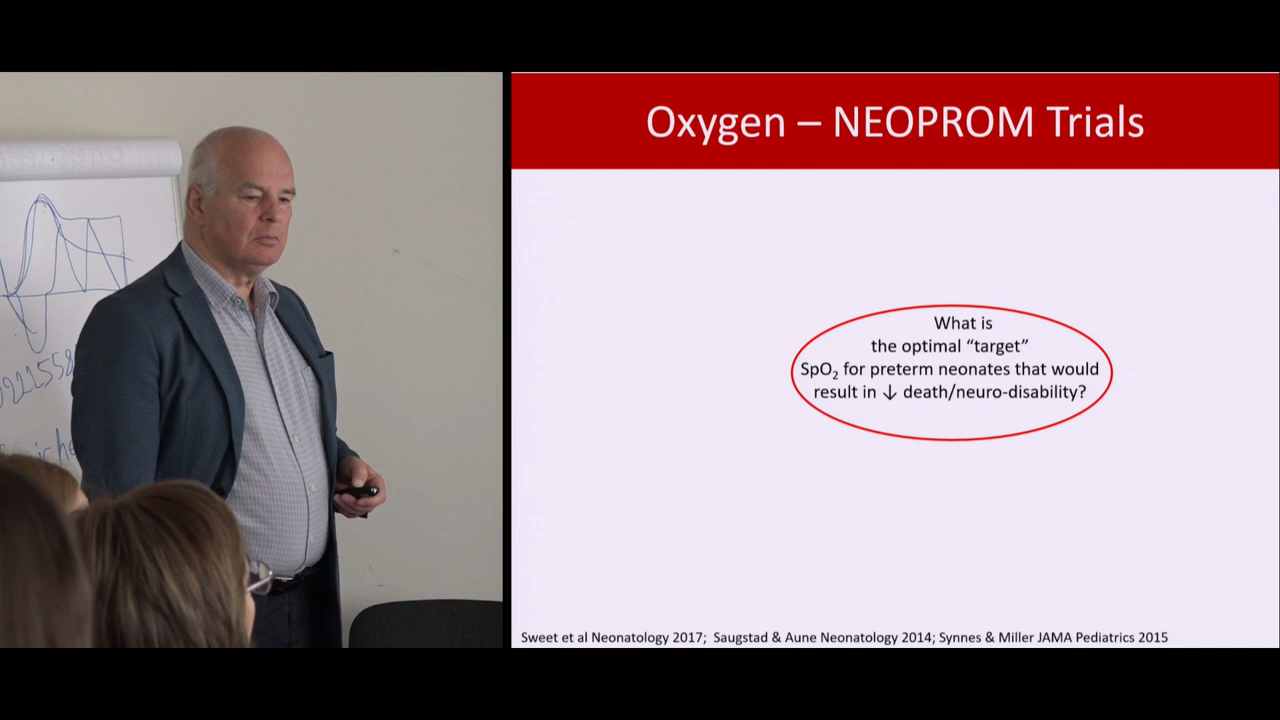 Oxygen – NEOPROM Trials
What is
the optimal “target”
SpO₂ for preterm neonates that would
result in ↓ death/neuro-disability?
Sweet et al Neonatology 2017; Saugstad & Aune Neonatology 2014; Synnes & Miller JAMA Pediatrics 2015